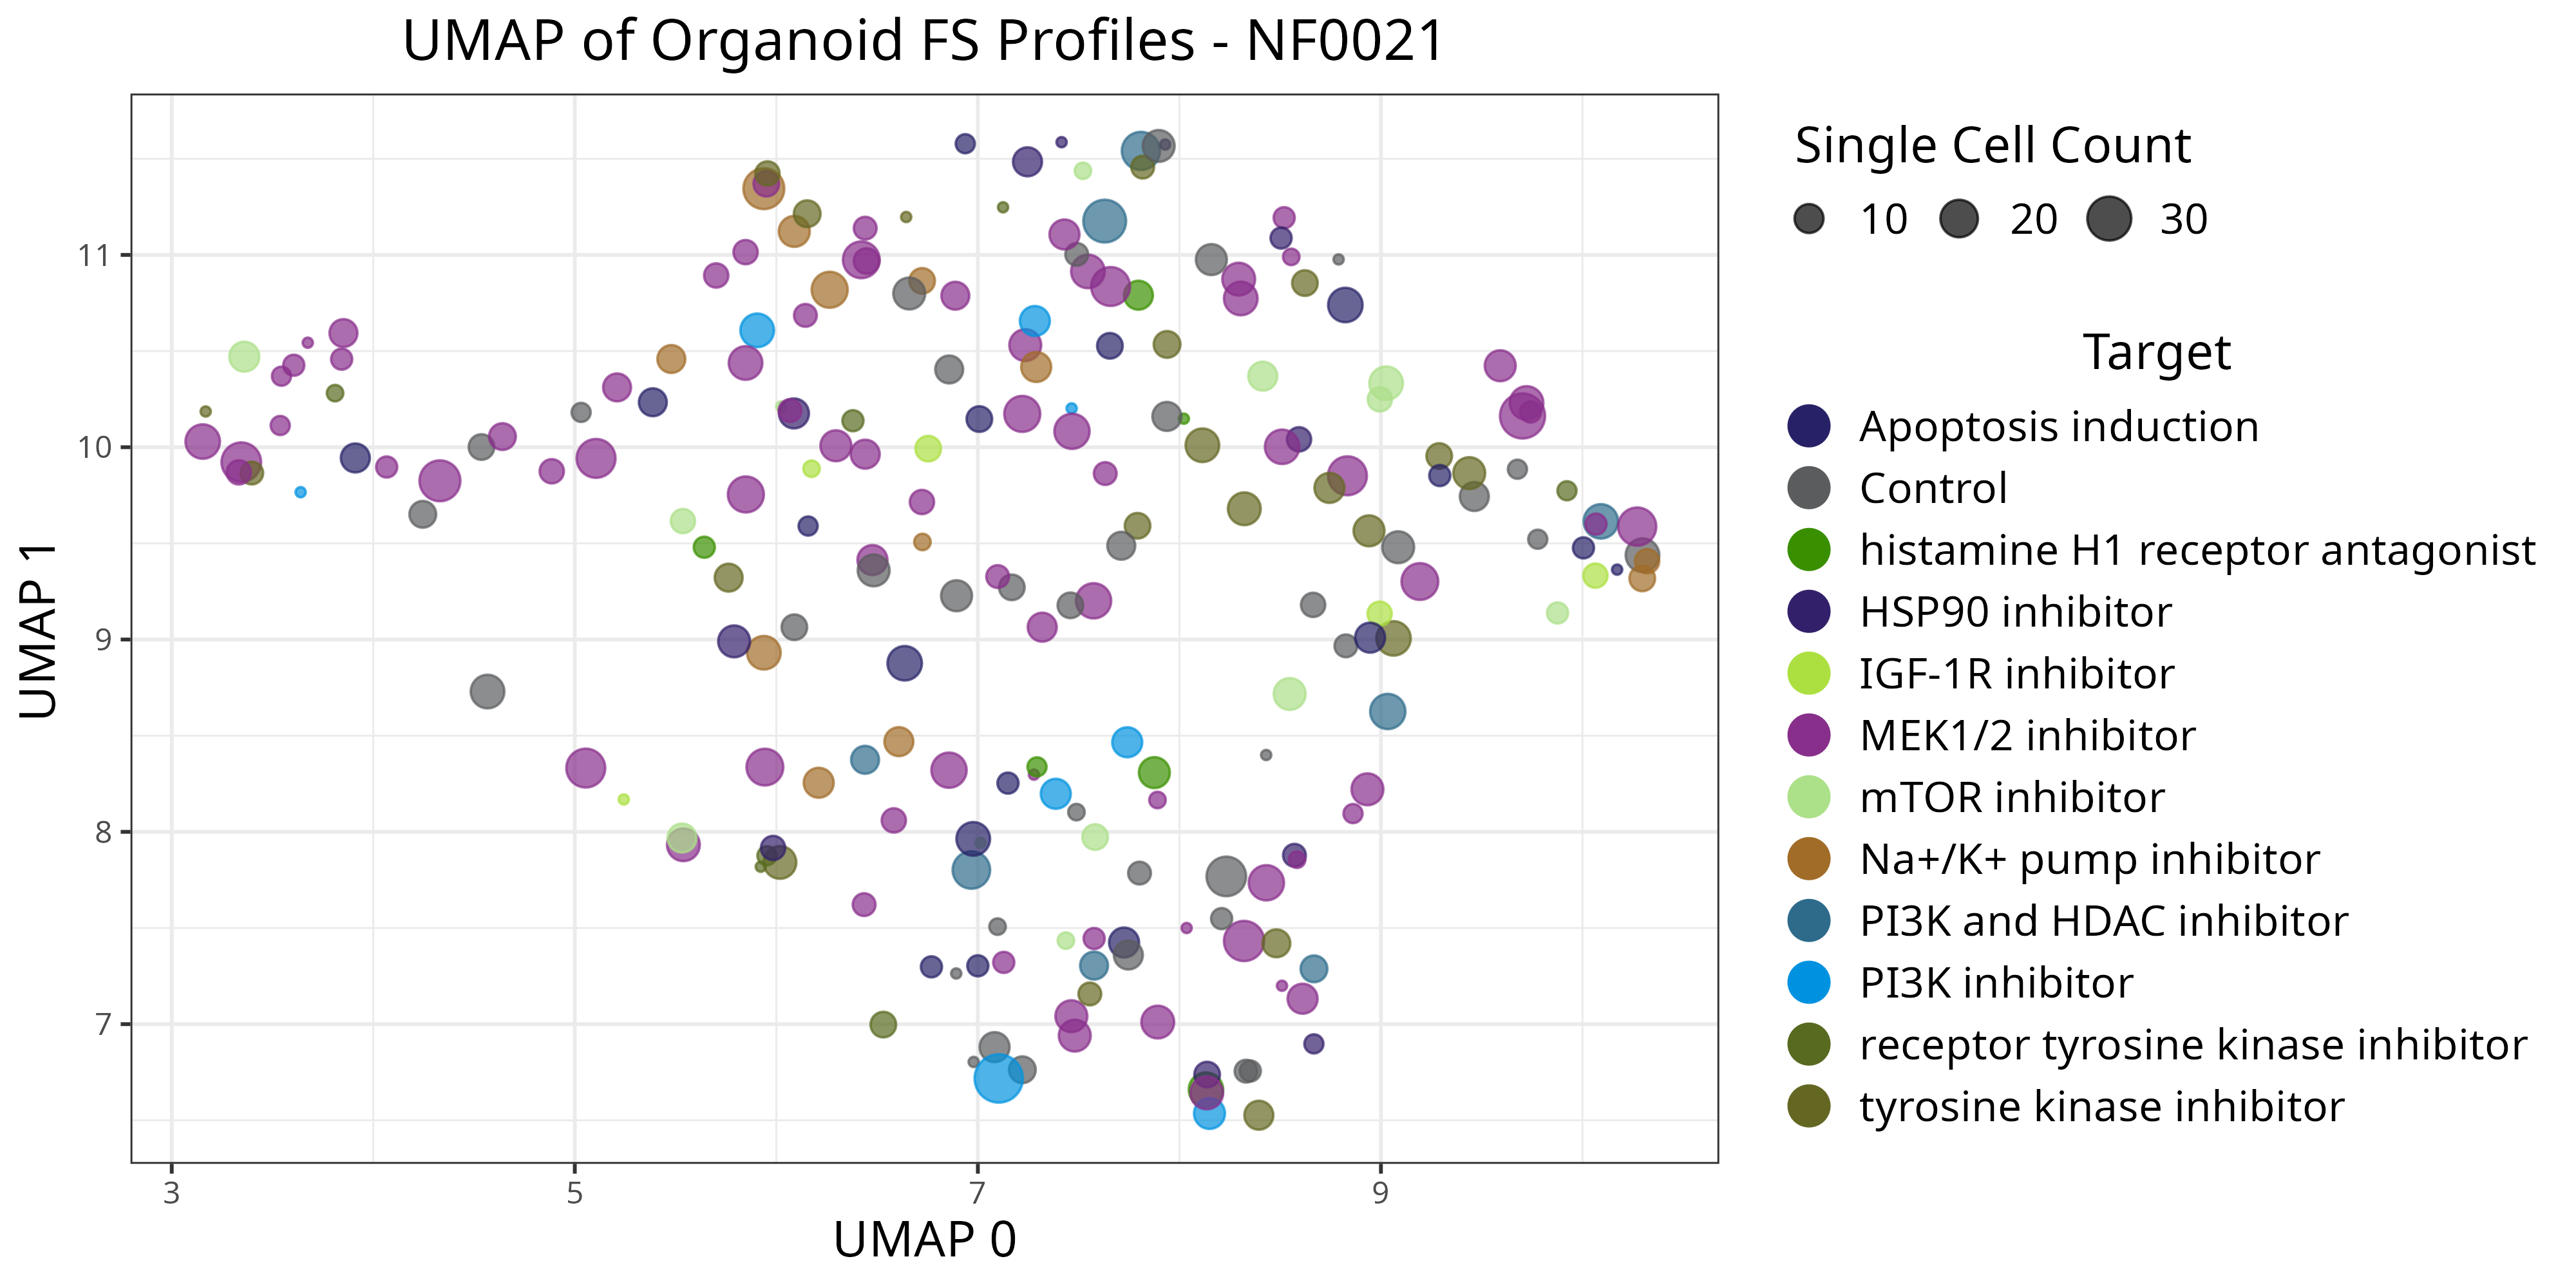 UMAP of Organoid FS Profiles - NF0021
UMAP 1
11
10
9
8
7
3
5
7
9
UMAP 0
Single Cell Count
10 20 30
Target
Apoptosis induction
Control
histamine H1 receptor antagonist
HSP90 inhibitor
IGF-1R inhibitor
MEK1/2 inhibitor
mTOR inhibitor
Na+/K+ pump inhibitor
PI3K and HDAC inhibitor
PI3K inhibitor
receptor tyrosine kinase inhibitor
tyrosine kinase inhibitor